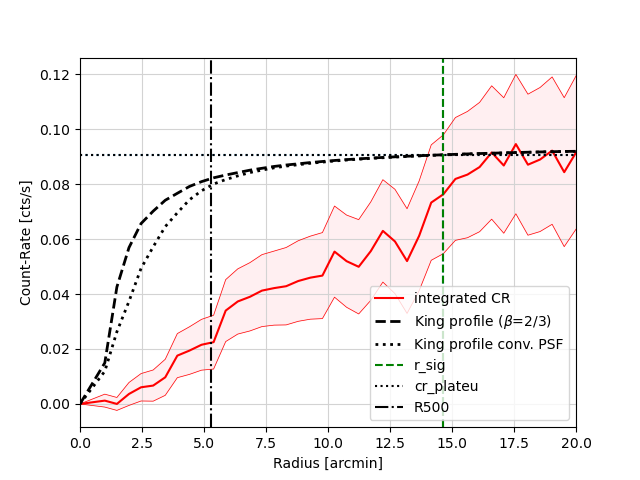 0.12
0.10
0.08
0.06
0.04
0.02
0.00
Count-Rate [cts/s]
integrated CR
King profile (β=2/3)
King profile conv. PSF
r_sig
cr_plateu
R500
0.0 2.5 5.0 7.5 10.0 12.5 15.0 17.5 20.0
Radius [arcmin]